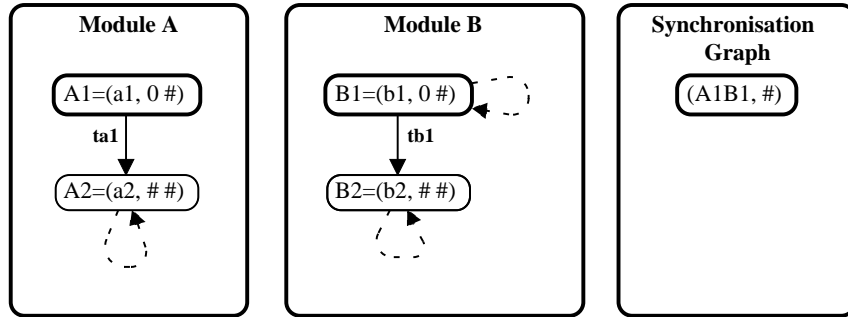 Module A
A1=(a1, 0 #)
ta1
A2=(a2, # #)
Module B
B1=(b1, 0 #)
tb1
B2=(b2, # #)
Synchronisation
Graph
(A1B1, #)